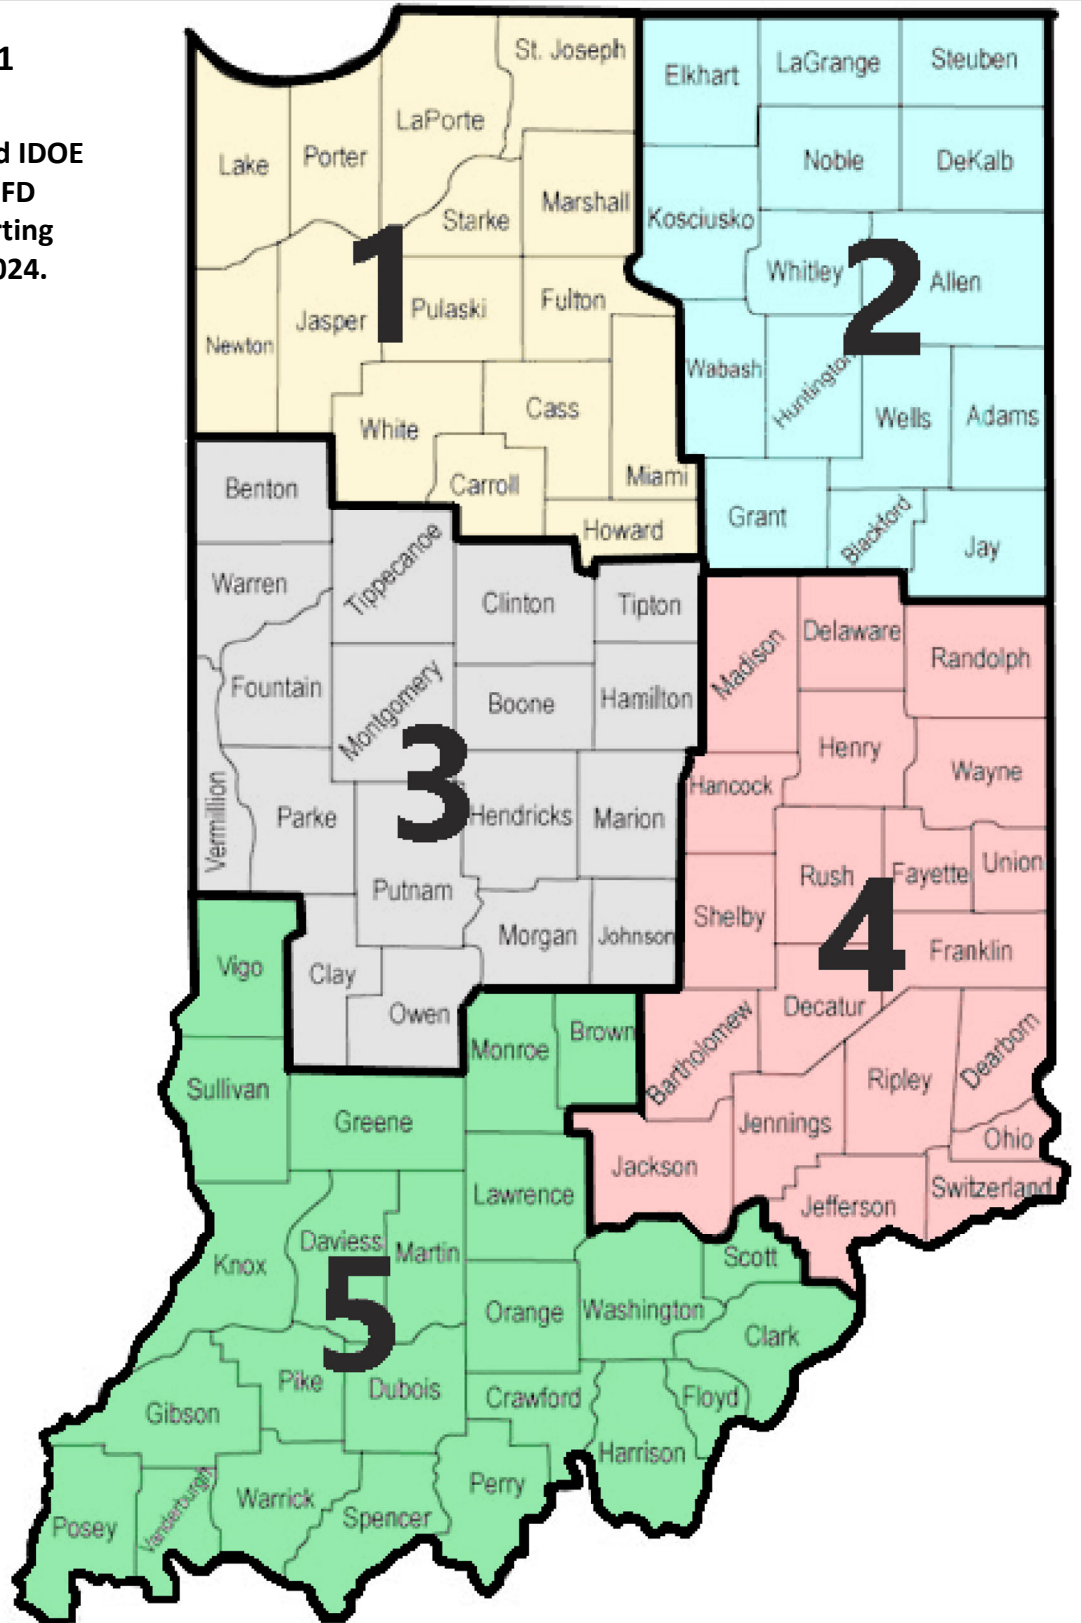 1
d IDOE
FD
rting
024.
St. Joseph
Elkhart
LaGrange
Steuben
LaPorte
Lake
Porter
Noble
DeKalb
Starke
Marshall
Kosciusko
1
Whitley
2
Allen
Newton
Jasper
Pulaski
Fulton
Wabash
Huntington
White
Cass
Wells
Adams
Miami
Carroll
Benton
Howard
Grant
Blackford
Jay
Warren
Tippecanoe
Clinton
Tipton
Madison
Delaware
Randolph
Fountain
Montgomery
Boone
Hamilton
Henry
Wayne
3
Hancock
Vermillion
Parke
Hendricks
Marion
Putnam
Rush
Fayette
Union
Shelby
4
Morgan
Johnson
Franklin
Vigo
Clay
Owen
Decatur
Monroe
Brown
Bartholomew
Dearborn
Sullivan
Ripley
Greene
Jennings
Ohio
Jackson
Lawrence
Jefferson
Switzerland
Knox
Daviess
Martin
Scott
5
Orange
Washington
Clark
Pike
Dubois
Crawford
Floyd
Gibson
Harrison
Perry
Posey
Vanderburgh
Warrick
Spencer